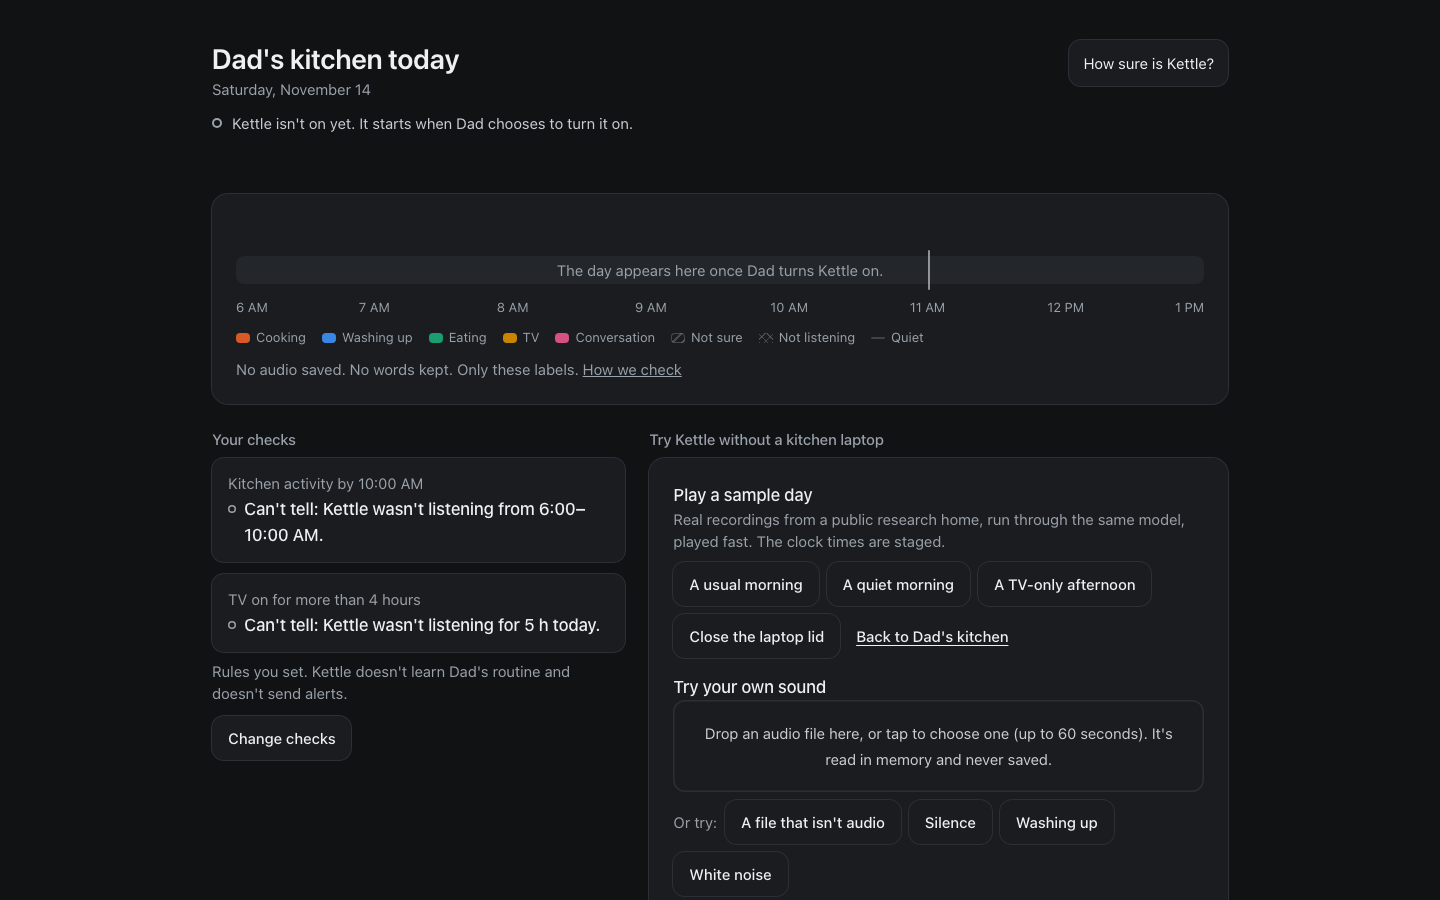 Dad's kitchen today
How sure is Kettle?
Saturday, November 14
Kettle isn't on yet. It starts when Dad chooses to turn it on.
The day appears here once Dad turns Kettle on.
6 AM 7 AM 8 AM 9 AM 10 AM 11 AM 12 PM 1 PM
Cooking Washing up Eating TV Conversation Not sure Not listening Quiet
No audio saved. No words kept. Only these labels. How we check
Your checks
Kitchen activity by 10:00 AM
Can't tell: Kettle wasn't listening from 6:00–
10:00 AM.
TV on for more than 4 hours
Can't tell: Kettle wasn't listening for 5 h today.
Rules you set. Kettle doesn't learn Dad's routine and
doesn't send alerts.
Change checks
Try Kettle without a kitchen laptop
Play a sample day
Real recordings from a public research home, run through the same model,
played fast. The clock times are staged.
A usual morning A quiet morning A TV-only afternoon
Close the laptop lid Back to Dad's kitchen
Try your own sound
Drop an audio file here, or tap to choose one (up to 60 seconds). It's
read in memory and never saved.
Or try: A file that isn't audio Silence Washing up
White noise